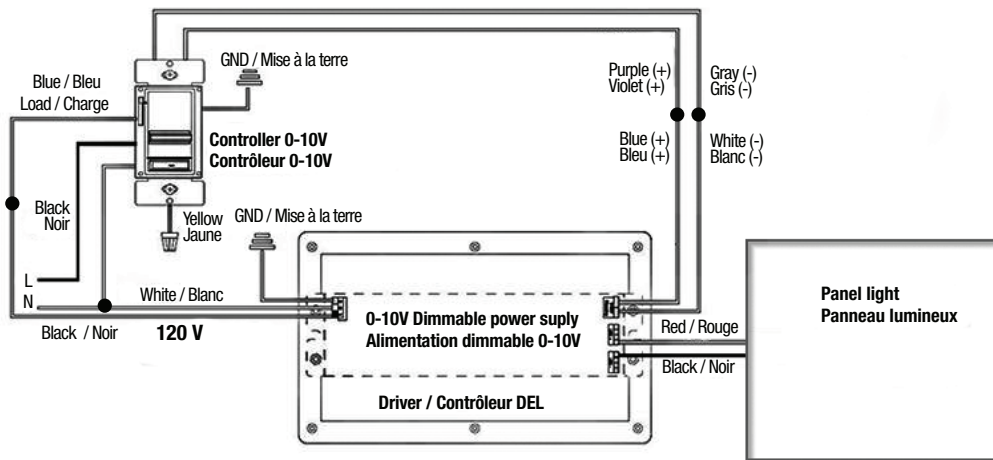 GND / Mise à la terre
Blue / Bleu
Load / Charge
Controller 0-10V
Contrôleur 0-10V
Purple (+)
Violet (+)
Gray (-)
Gris (-)
Blue (+)
Bleu (+)
White (-)
Blanc (-)
Black
Noir
Yellow
Jaune
GND / Mise à la terre
L
N
White / Blanc
Black / Noir
120 V
0-10V Dimmable power suply
Alimentation dimmable 0-10V
Driver / Contrôleur DEL
Red / Rouge
Black / Noir
Panel light
Panneau lumineux